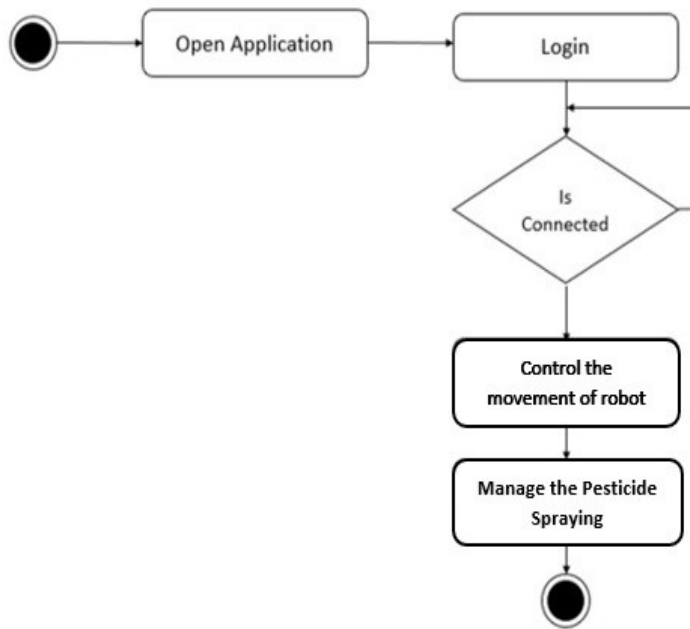 Open Application
Login
Is
Connected
Control the
movement of robot
Manage the Pesticide
Spraying